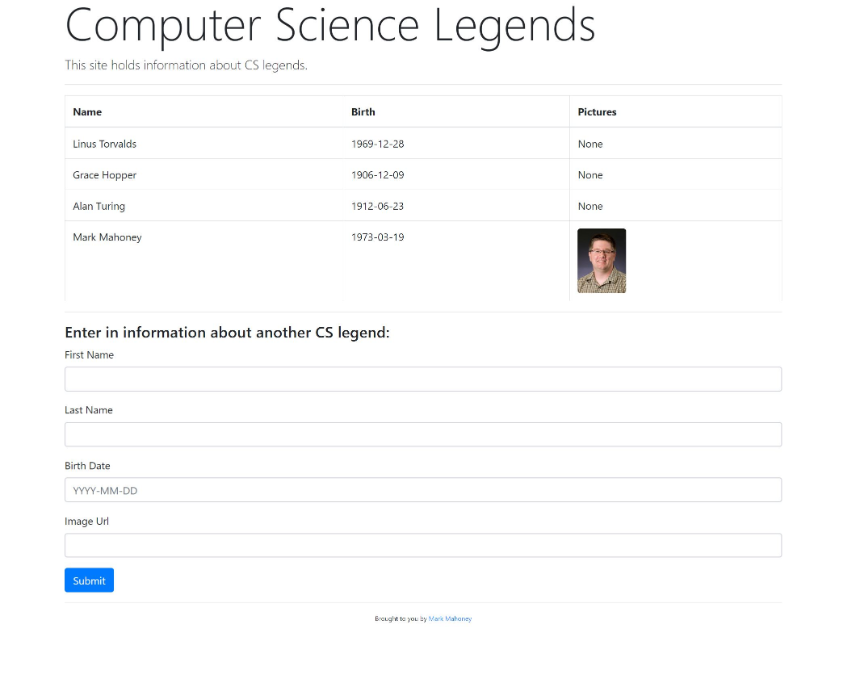 Computer Science Legends
This site holds information about CS legends.
Name Birth Pictures
Linus Torvalds 1969-12-28 None
Grace Hopper 1906-12-09 None
Alan Turing 1912-06-23 None
Mark Mahoney 1973-03-19
Enter in information about another CS legend:
First Name
Last Name
Birth Date
YYYY-MM-DD
Image Url
Submit
Brought to you by Mark Mahoney